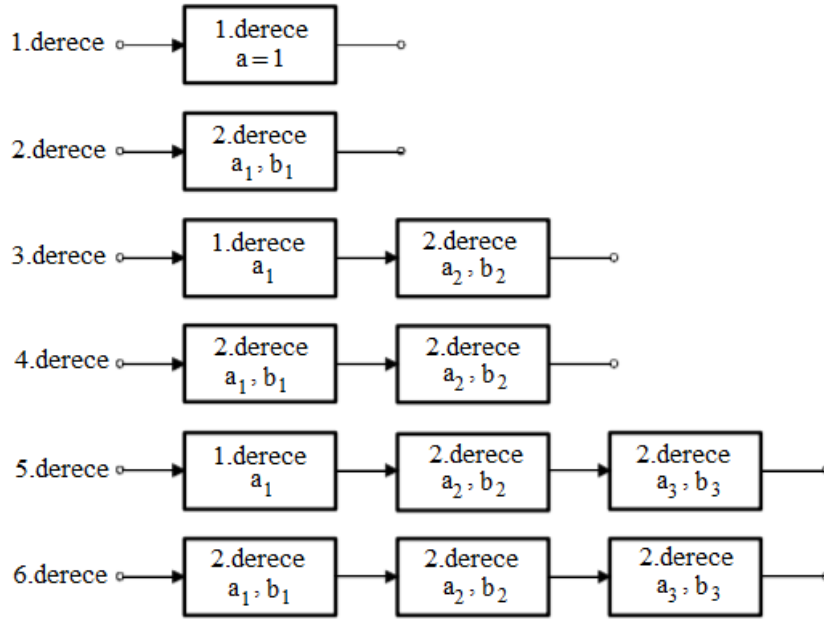 1.derece
1.derece
a = 1
2.derece
2.derece
a₁, b₁
3.derece
1.derece
a₁
2.derece
a₂, b₂
4.derece
2.derece
a₁, b₁
2.derece
a₂, b₂
5.derece
1.derece
a₁
2.derece
a₂, b₂
2.derece
a₃, b₃
6.derece
2.derece
a₁, b₁
2.derece
a₂, b₂
2.derece
a₃, b₃